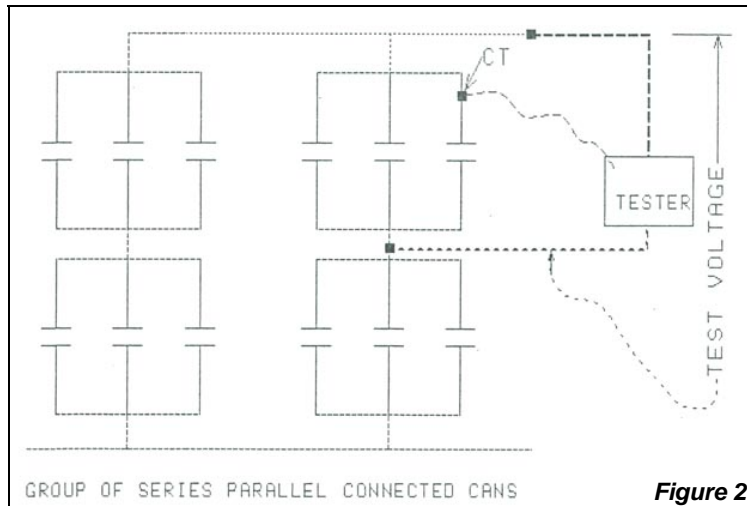 CT
TESTER
TEST VOLTAGE
GROUP OF SERIES PARALLEL CONNECTED CANS
Figure 2